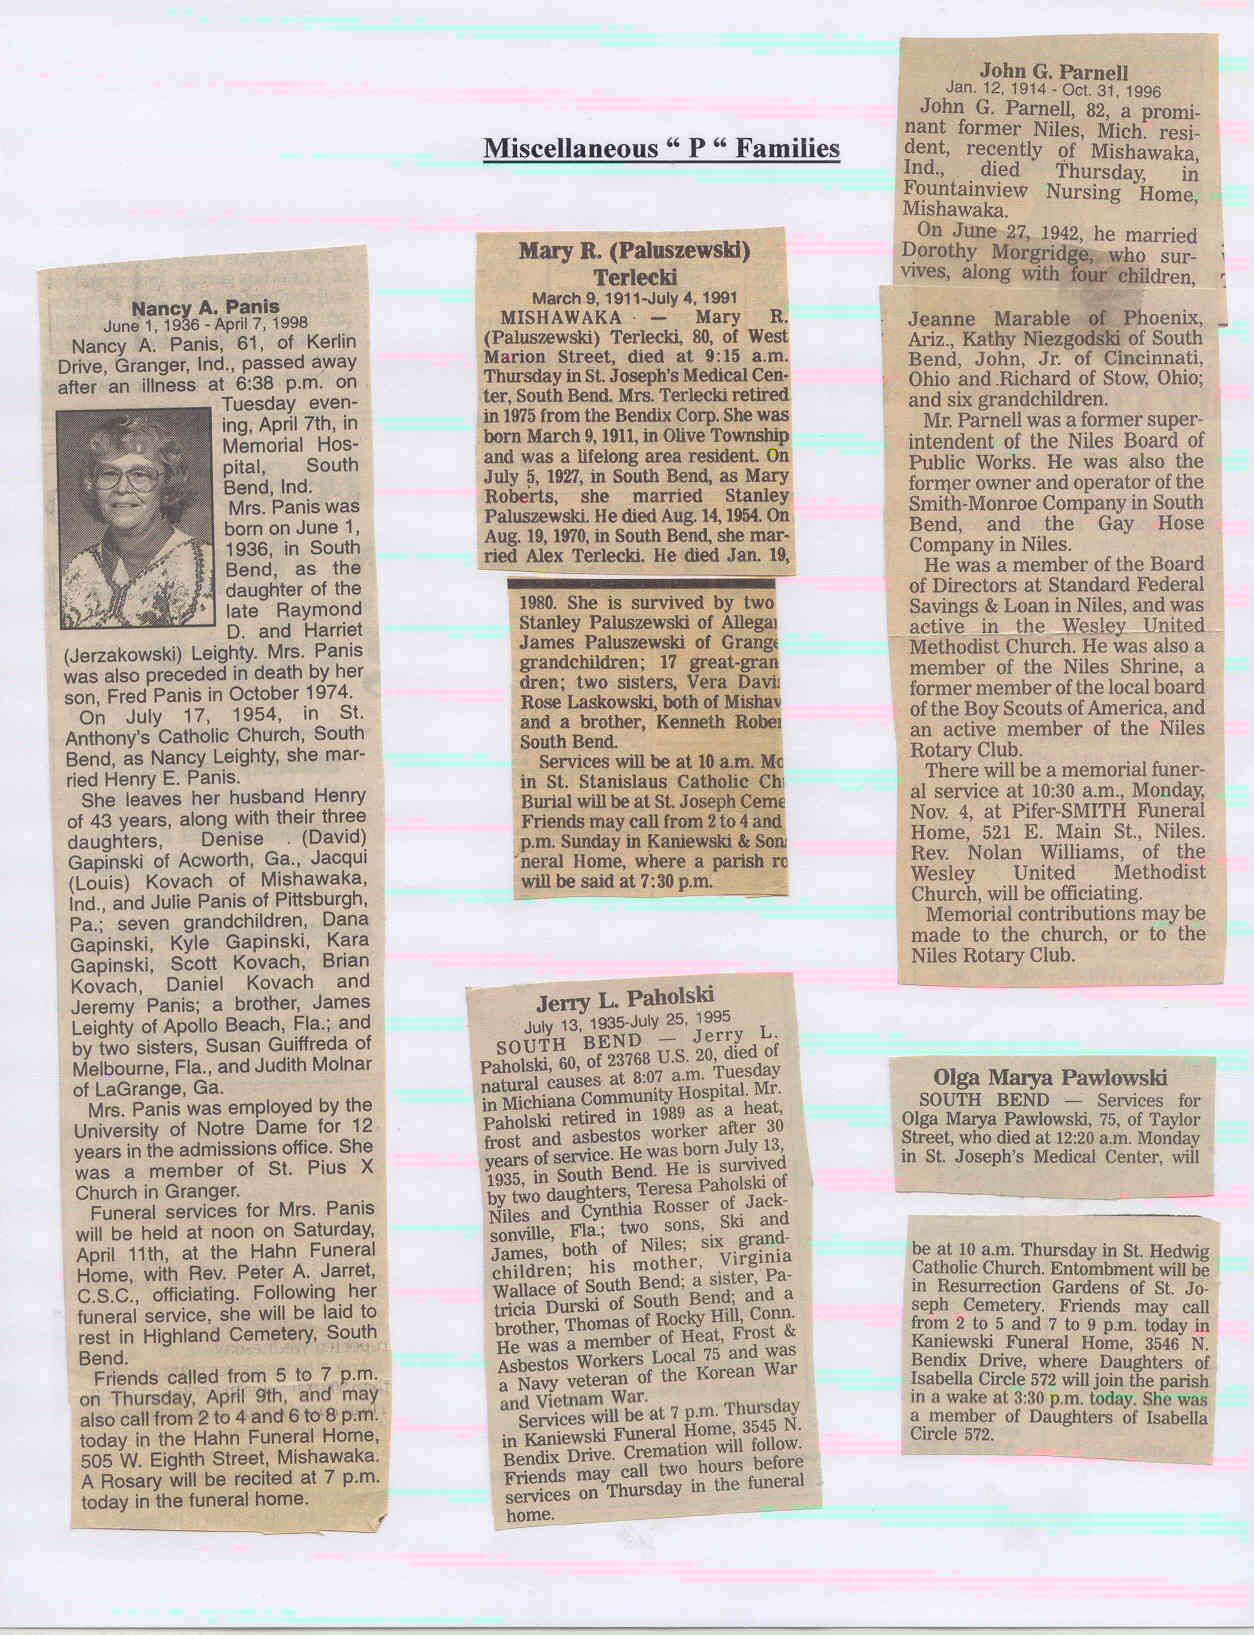 Miscellaneous “ P “ Families
Nancy A. Panis
June 1, 1936 - April 7, 1998
Nancy A. Panis, 61, of Kerlin
Drive, Granger, Ind., passed away
after an illness at 6:38 p.m. on
Tuesday even-
ing, April 7th, in
Memorial Hos-
pital, South
Bend, Ind.
Mrs. Panis was
born on June 1,
1936, in South
Bend, as the
daughter of the
late Raymond
D. and Harriet
(Jerzakowski) Leighty. Mrs. Panis
was also preceded in death by her
son, Fred Panis in October 1974.
On July 17, 1954, in St.
Anthony's Catholic Church, South
Bend, as Nancy Leighty, she mar-
ried Henry E. Panis.
She leaves her husband Henry
of 43 years, along with their three
daughters, Denise (David)
Gapinski of Acworth, Ga., Jacqui
(Louis) Kovach of Mishawaka,
Ind., and Julie Panis of Pittsburgh,
Pa.; seven grandchildren, Dana
Gapinski, Kyle Gapinski, Kara
Gapinski, Scott Kovach, Brian
Kovach, Daniel Kovach and
Jeremy Panis; a brother, James
Leighty of Apollo Beach, Fla.; and
by two sisters, Susan Guiffreda of
Melbourne, Fla., and Judith Molnar
of LaGrange, Ga.
Mrs. Panis was employed by the
University of Notre Dame for 12
years in the admissions office. She
was a member of St. Pius X
Church in Granger.
Funeral services for Mrs. Panis
will be held at noon on Saturday,
April 11th, at the Hahn Funeral
Home, with Rev. Peter A. Jarret,
C.S.C., officiating. Following her
funeral service, she will be laid to
rest in Highland Cemetery, South
Bend.
Friends called from 5 to 7 p.m.
on Thursday, April 9th, and may
also call from 2 to 4 and 6 to 8 p.m.
today in the Hahn Funeral Home,
505 W. Eighth Street, Mishawaka.
A Rosary will be recited at 7 p.m.
today in the funeral home.
Mary R. (Paluszewski)
Terlecki
March 9, 1911-July 4, 1991
MISHAWAKA — Mary R.
(Paluszewski) Terlecki, 80, of West
Marion Street, died at 9:15 a.m.
Thursday in St. Joseph's Medical Cen-
ter, South Bend. Mrs. Terlecki retired
in 1975 from the Bendix Corp. She was
born March 9, 1911, in Olive Township
and was a lifelong area resident. On
July 5, 1927, in South Bend, as Mary
Roberts, she married Stanley
Paluszewski. He died Aug. 14, 1954. On
Aug. 19, 1970, in South Bend, she mar-
ried Alex Terlecki. He died Jan. 19,
1980. She is survived by two
Stanley Paluszewski of Allega
James Paluszewski of Grange
grandchildren; 17 great-gran
dren; two sisters, Vera Davi
Rose Laskowski, both of Mishav
and a brother, Kenneth Rober
South Bend.
Services will be at 10 a.m. Mo
in St. Stanislaus Catholic Ch
Burial will be at St. Joseph Ceme
Friends may call from 2 to 4 and
p.m. Sunday in Kaniewski & Son
neral Home, where a parish ro
will be said at 7:30 p.m.
Jerry L. Paholski
July 13, 1935-July 25, 1995
SOUTH BEND — Jerry L.
Paholski, 60, of 23768 U.S. 20, died of
natural causes at 8:07 a.m. Tuesday
in Michiana Community Hospital. Mr.
Paholski retired in 1989 as a heat,
frost and asbestos worker after 30
years of service. He was born July 13,
1935, in South Bend. He is survived
by two daughters, Teresa Paholski of
Niles and Cynthia Rosser of Jack-
sonville, Fla.; two sons, Ski and
James, both of Niles; six grand-
children; his mother, Virginia
Wallace of South Bend; a sister, Pa-
tricia Durski of South Bend; and a
brother, Thomas of Rocky Hill, Conn.
He was a member of Heat, Frost &
Asbestos Workers Local 75 and was
a Navy veteran of the Korean War
and Vietnam War.
Services will be at 7 p.m. Thursday
in Kaniewski Funeral Home, 3545 N.
Bendix Drive. Cremation will follow.
Friends may call two hours before
services on Thursday in the funeral
home.
John G. Parnell
Jan. 12, 1914 - Oct. 31, 1996
John G. Parnell, 82, a promi-
nant former Niles, Mich. resi-
dent, recently of Mishawaka,
Ind., died Thursday, in
Fountainview Nursing Home,
Mishawaka.
On June 27, 1942, he married
Dorothy Morgridge, who sur-
vives, along with four children,
Jeanne Marable of Phoenix,
Ariz., Kathy Niezgodski of South
Bend, John, Jr. of Cincinnati,
Ohio and Richard of Stow, Ohio;
and six grandchildren.
Mr. Parnell was a former super-
intendent of the Niles Board of
Public Works. He was also the
former owner and operator of the
Smith-Monroe Company in South
Bend, and the Gay Hose
Company in Niles.
He was a member of the Board
of Directors at Standard Federal
Savings & Loan in Niles, and was
active in the Wesley United
Methodist Church. He was also a
member of the Niles Shrine, a
former member of the local board
of the Boy Scouts of America, and
an active member of the Niles
Rotary Club.
There will be a memorial funer-
al service at 10:30 a.m., Monday,
Nov. 4, at Pifer-SMITH Funeral
Home, 521 E. Main St., Niles.
Rev. Nolan Williams, of the
Wesley United Methodist
Church, will be officiating.
Memorial contributions may be
made to the church, or to the
Niles Rotary Club.
Olga Marya Pawlowski
SOUTH BEND — Services for
Olga Marya Pawlowski, 75, of Taylor
Street, who died at 12:20 a.m. Monday
in St. Joseph's Medical Center, will
be at 10 a.m. Thursday in St. Hedwig
Catholic Church. Entombment will be
in Resurrection Gardens of St. Jo-
seph Cemetery. Friends may call
from 2 to 5 and 7 to 9 p.m. today in
Kaniewski Funeral Home, 3546 N.
Bendix Drive, where Daughters of
Isabella Circle 572 will join the parish
in a wake at 3:30 p.m. today. She was
a member of Daughters of Isabella
Circle 572.